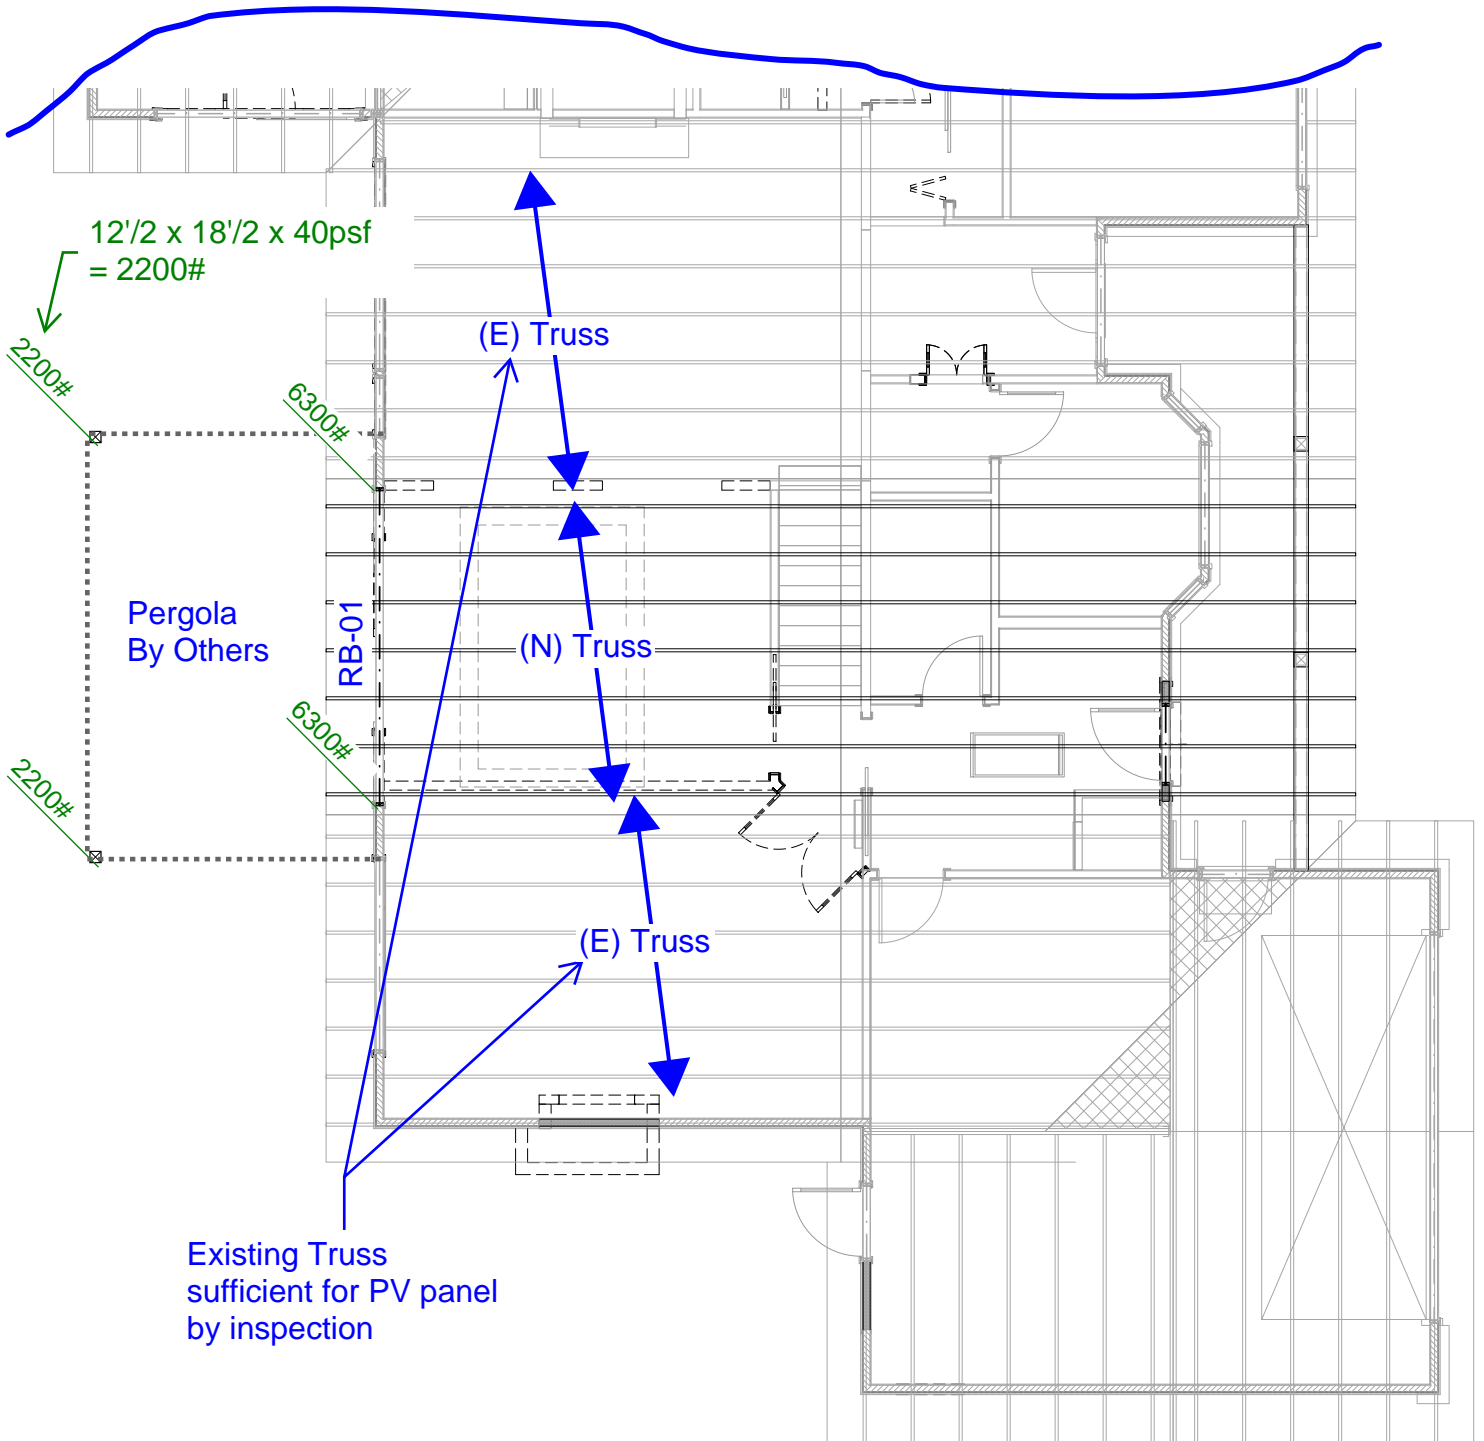 12'/2 x 18'/2 x 40psf
= 2200#
2200#
6300#
(E) Truss
Pergola
By Others
RB-01
(N) Truss
6300#
2200#
(E) Truss
Existing Truss
sufficient for PV panel
by inspection